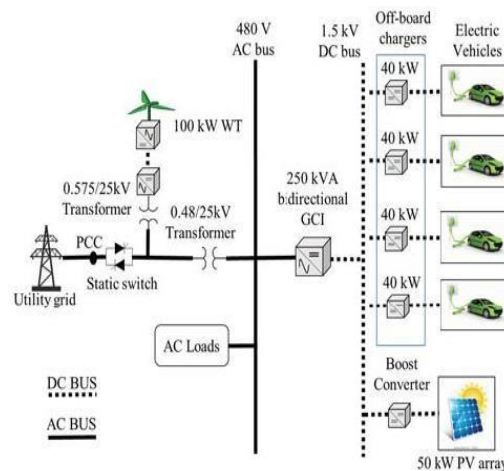 480 V
AC bus
1.5 kV
DC bus
Off-board
chargers
Electric
Vehicles
40 kW
100 kW WT
40 kW
0.575/25kV
Transformer
0.48/25kV
Transformer
250 kVA
bidirectional
GCI
40 kW
PCC
Static switch
Utility grid
40 kW
AC Loads
Boost
Converter
DC BUS
AC BUS
50 kW PV array